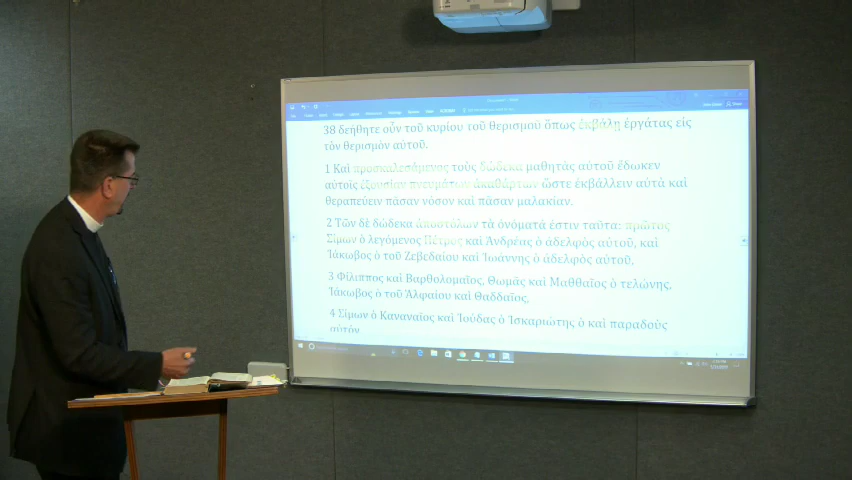 38 δεήθητε οὖν τοῦ κυρίου τοῦ θερισμοῦ ὅπως ἐκβάλῃ ἐργάτας εἰς
τὸν θερισμὸν αὐτοῦ.
1 Καὶ προσκαλεσάμενος τοὺς δώδεκα μαθητὰς αὐτοῦ ἔδωκεν
αὐτοῖς ἐξουσίαν πνευμάτων ἀκαθάρτων ὥστε ἐκβάλλειν αὐτὰ καὶ
θεραπεύειν πᾶσαν νόσον καὶ πᾶσαν μαλακίαν.
2 Τῶν δὲ δώδεκα ἀποστόλων τὰ ὀνόματά ἐστιν ταῦτα· πρῶτος
Σίμων ὁ λεγόμενος Πέτρος καὶ Ἀνδρέας ὁ ἀδελφὸς αὐτοῦ, καὶ
Ἰάκωβος ὁ τοῦ Ζεβεδαίου καὶ Ἰωάννης ὁ ἀδελφὸς αὐτοῦ,
3 Φίλιππος καὶ Βαρθολομαῖος, Θωμᾶς καὶ Μαθθαῖος ὁ τελώνης,
Ἰάκωβος ὁ τοῦ Ἁλφαίου καὶ Θαδδαῖος,
4 Σίμων ὁ Καναναῖος καὶ Ἰούδας ὁ Ἰσκαριώτης ὁ καὶ παραδοὺς
αὐτόν